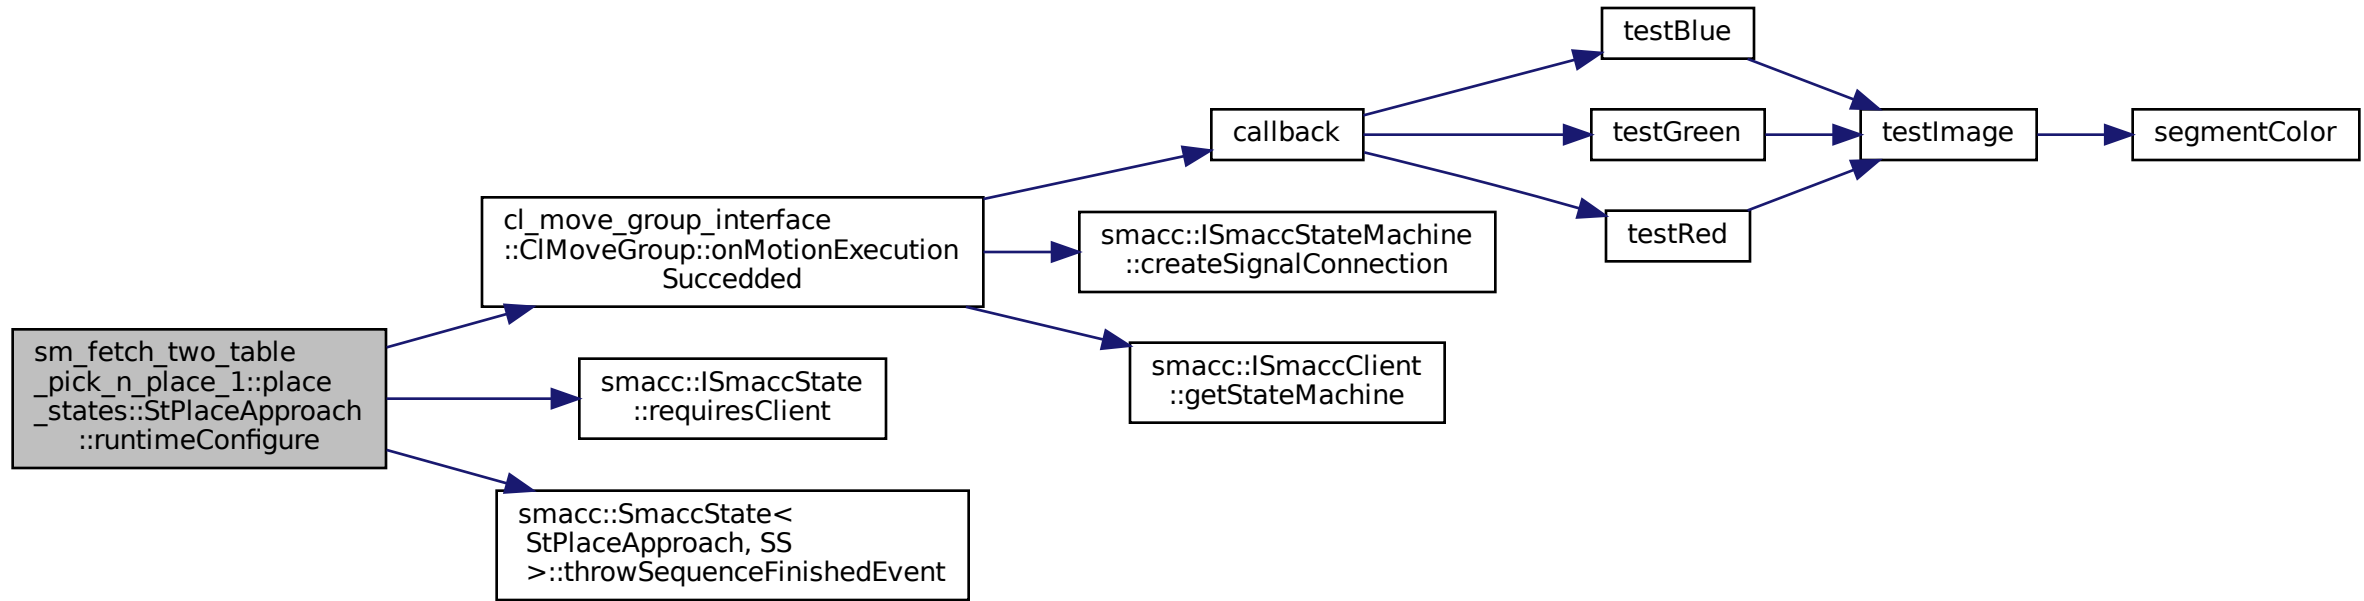 sm_fetch_two_table
_pick_n_place_1::place
_states::StPlaceApproach
::runtimeConfigure
cl_move_group_interface
::ClMoveGroup::onMotionExecution
Succedded
callback
testBlue
testImage
segmentColor
testGreen
testRed
smacc::ISmaccStateMachine
::createSignalConnection
smacc::ISmaccClient
::getStateMachine
smacc::ISmaccState
::requiresClient
smacc::SmaccState<
StPlaceApproach, SS
>::throwSequenceFinishedEvent